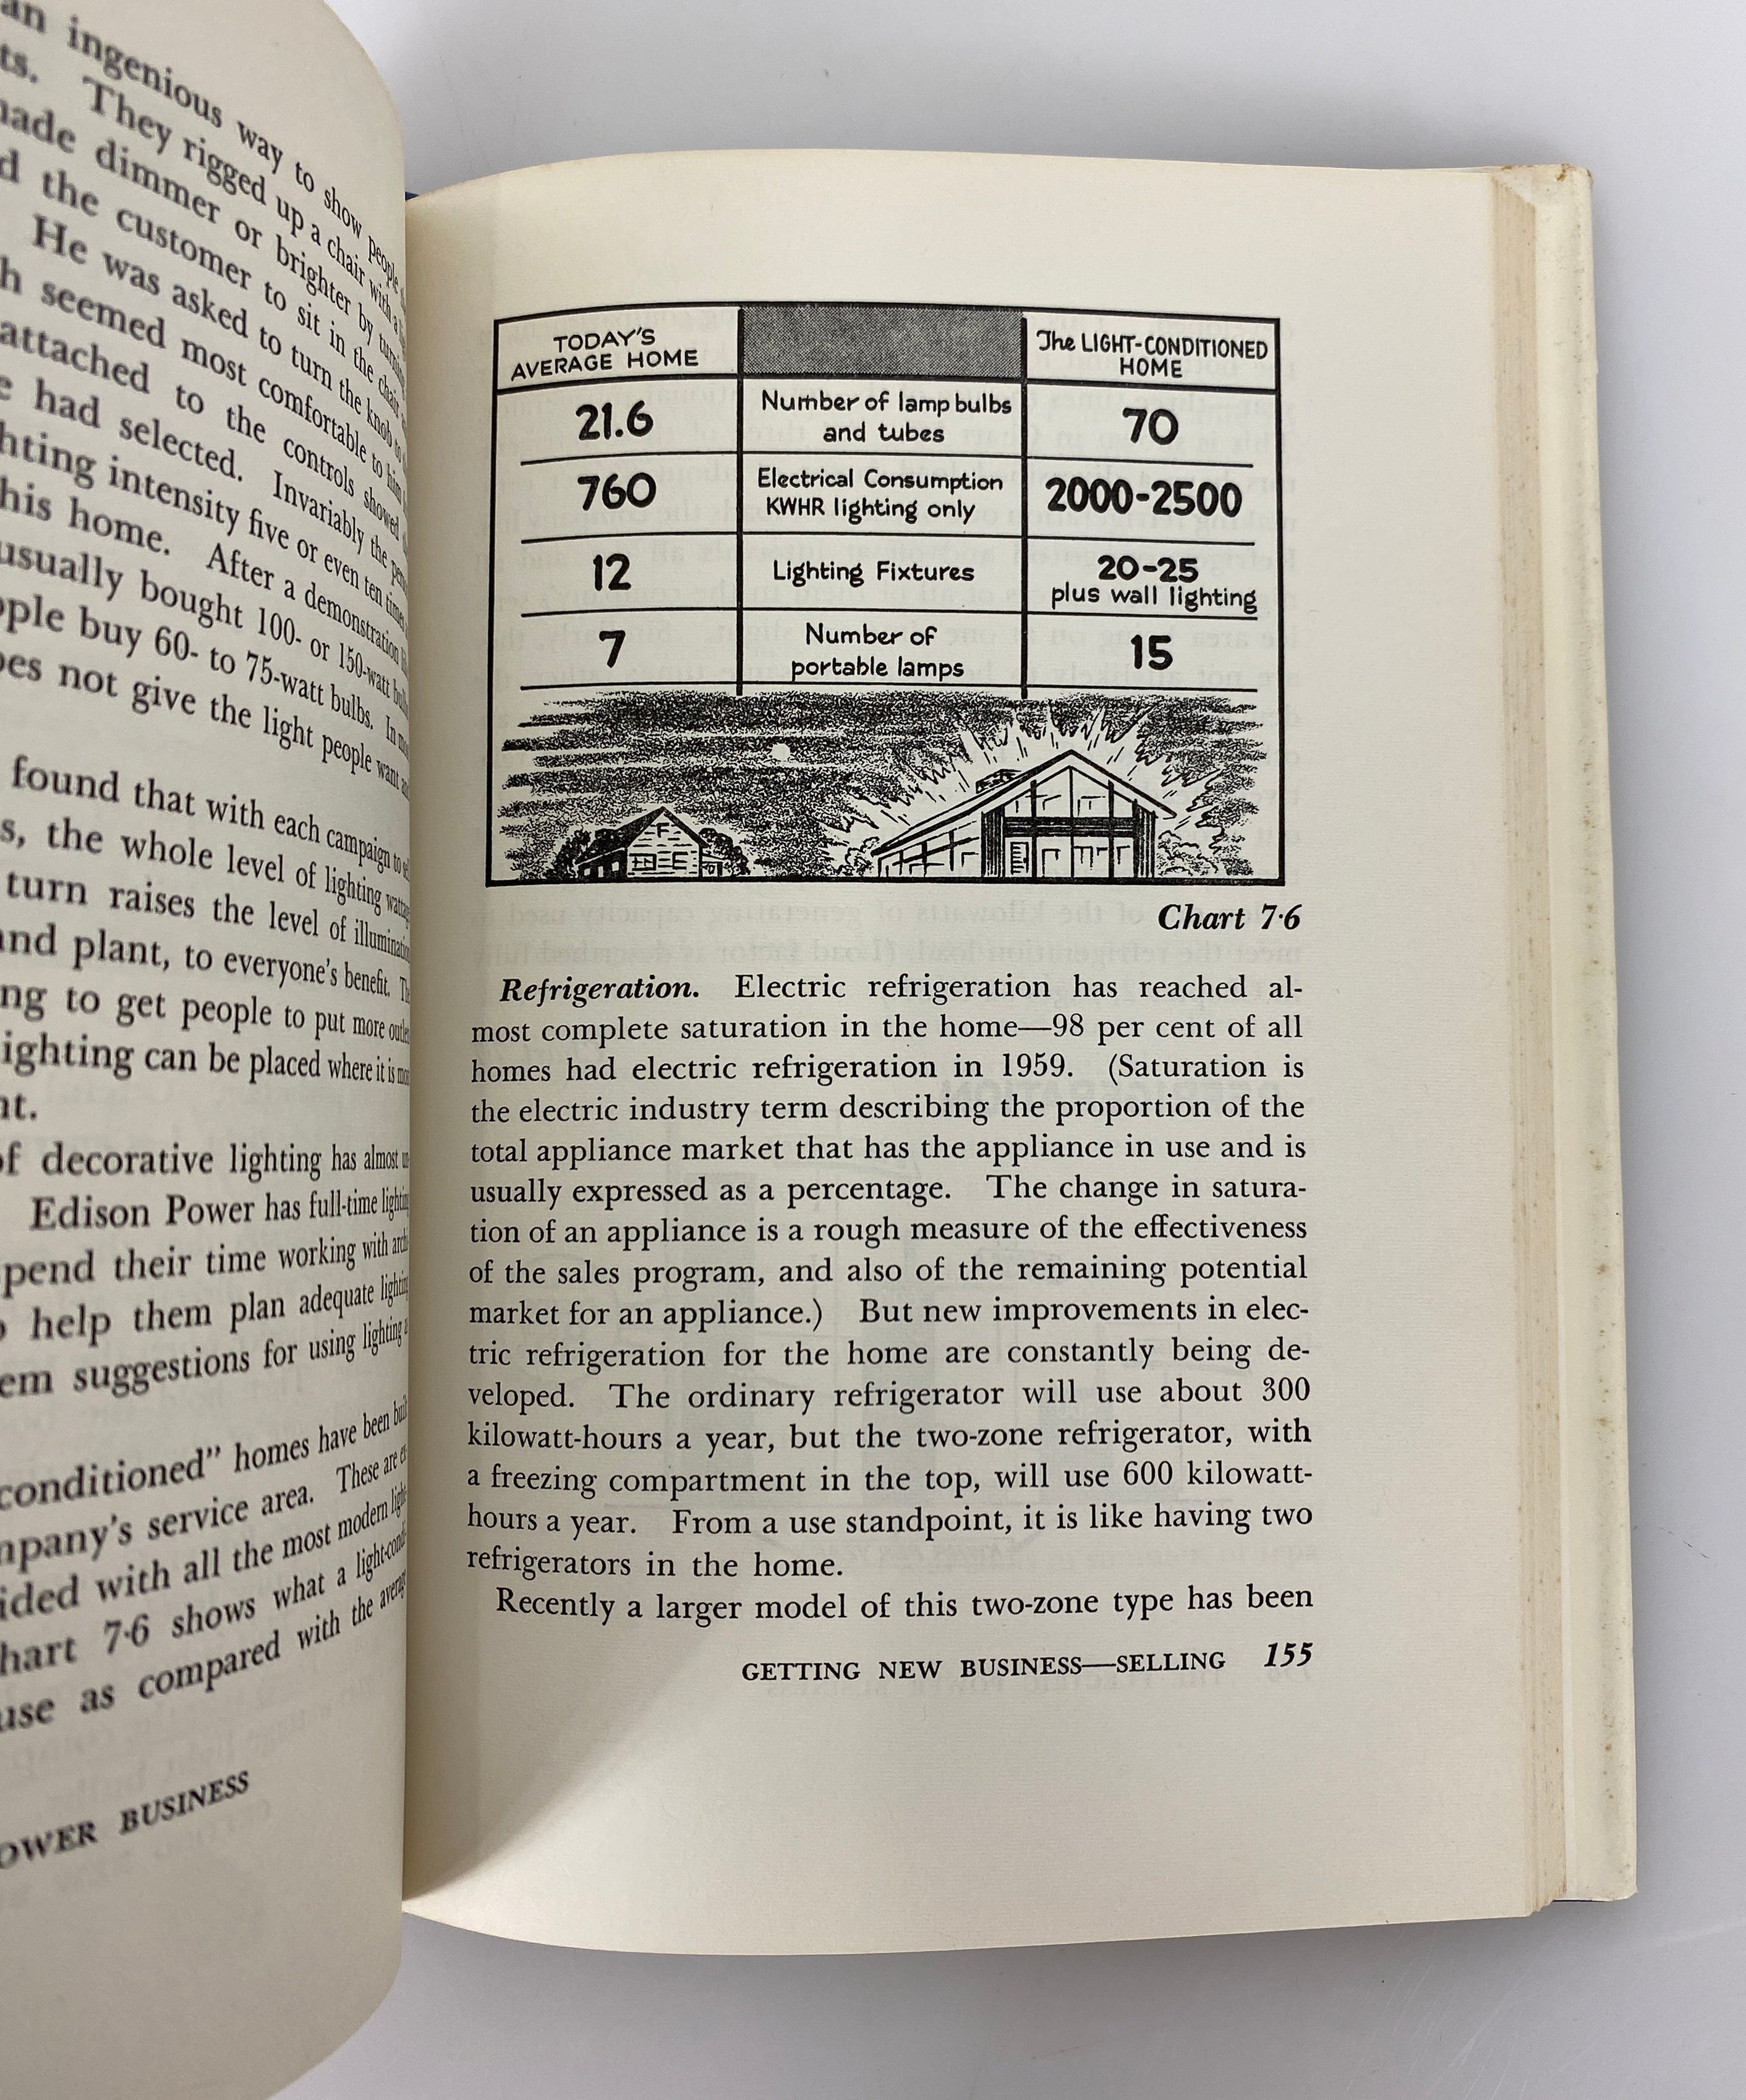 an ingenious way to show people
ts. They rigged up a chair with a
made dimmer or brighter by turning
d the customer to sit in the chair
He was asked to turn the knob to
h seemed most comfortable to him
attached to the controls showed
e had selected. Invariably the
hting intensity five or even ten times
his home. After a demonstration
usually bought 100- or 150-watt
ople buy 60- to 75-watt bulbs. In
oes not give the light people want and
found that with each campaign to
s, the whole level of lighting wattage
turn raises the level of illumination
and plant, to everyone's benefit.
ng to get people to put more outlets
ighting can be placed where it is
nt.
of decorative lighting has almost
Edison Power has full-time lighting
pend their time working with
help them plan adequate lighting
em suggestions for using lighting
conditioned" homes have been built
mpany's service area. These are
ided with all the most modern
hart 7·6 shows what a
use as compared with the average
OWER BUSINESS
TODAY'S
AVERAGE HOME
The LIGHT-CONDITIONED
HOME
21.6
Number of lamp bulbs
and tubes
70
760
Electrical Consumption
KWHR lighting only
2000-2500
12
Lighting Fixtures
20-25
plus wall lighting
7
Number of
portable lamps
15
Chart 7·6
Refrigeration. Electric refrigeration has reached al-
most complete saturation in the home—98 per cent of all
homes had electric refrigeration in 1959. (Saturation is
the electric industry term describing the proportion of the
total appliance market that has the appliance in use and is
usually expressed as a percentage. The change in satura-
tion of an appliance is a rough measure of the effectiveness
of the sales program, and also of the remaining potential
market for an appliance.) But new improvements in elec-
tric refrigeration for the home are constantly being de-
veloped. The ordinary refrigerator will use about 300
kilowatt-hours a year, but the two-zone refrigerator, with
a freezing compartment in the top, will use 600 kilowatt-
hours a year. From a use standpoint, it is like having two
refrigerators in the home.
Recently a larger model of this two-zone type has been
GETTING NEW BUSINESS—SELLING 155